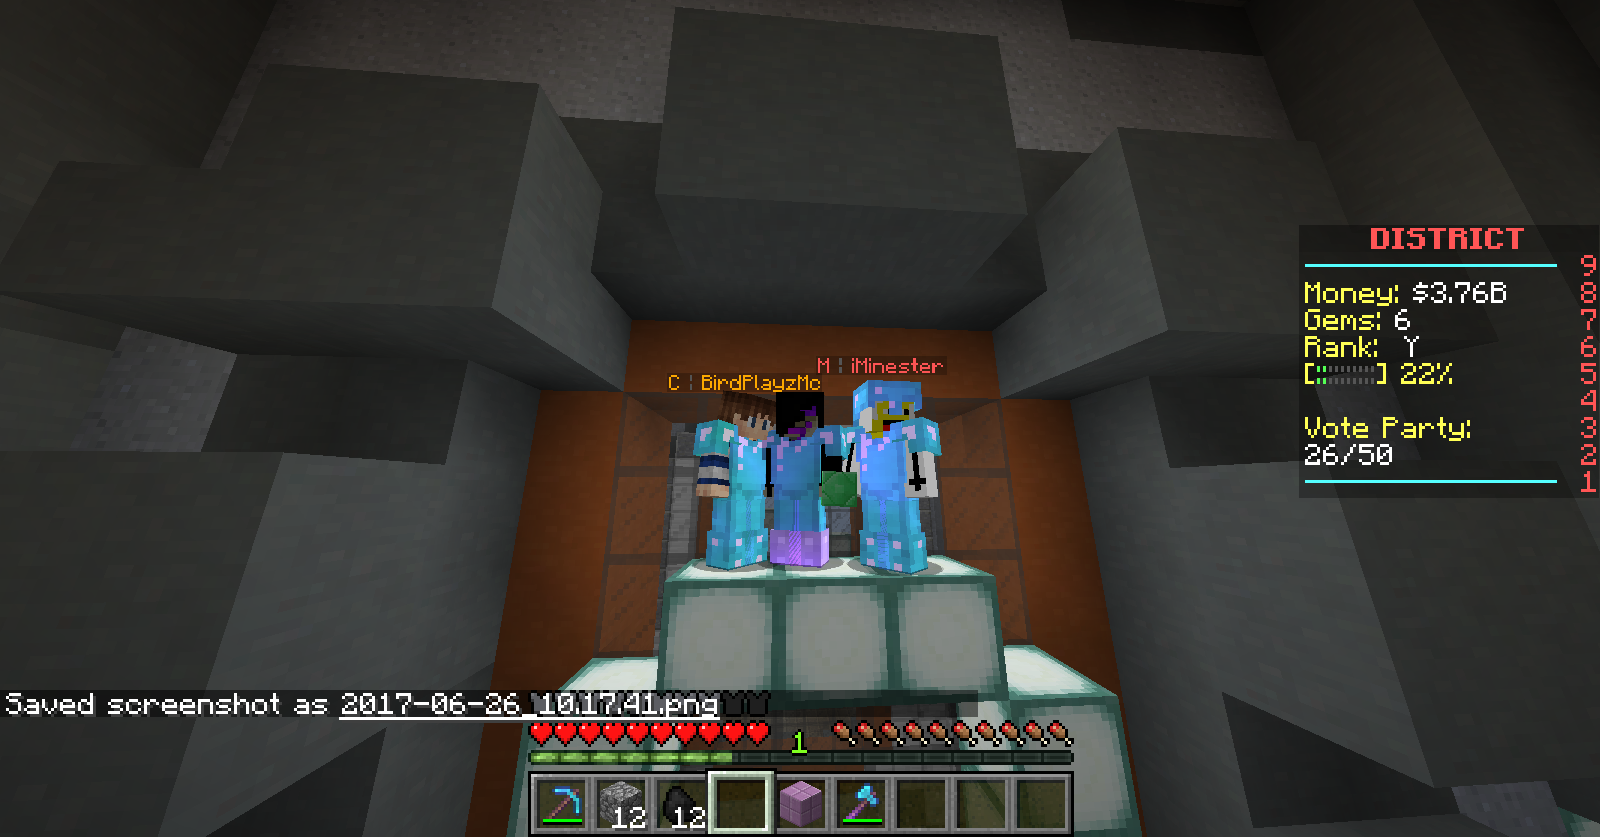 DISTRICT
9
Money: $3.76B 8
Gems: 6 7
Rank: Y 6
[::::::::::] 22% 5
4
Vote Party: 3
26/50 2
1
M ¦ iMinester
C ¦ BirdPlayzMc
Saved screenshot as 2017-06-26_10.17.41.png
1
12 12